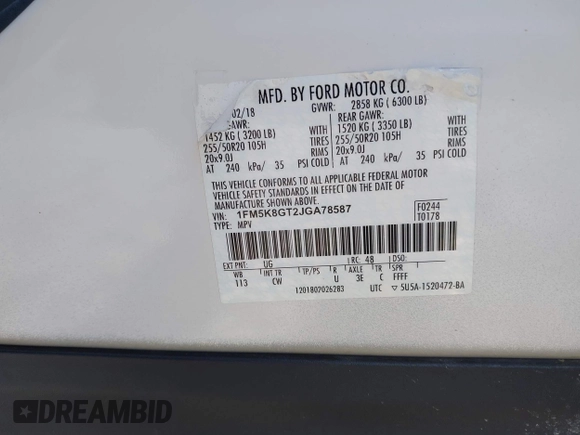 MFD. BY FORD MOTOR CO.
02/18 GVWR: 2858 KG ( 6300 LB)
GAWR: REAR GAWR:
1452 KG ( 3200 LB) WITH 1520 KG ( 3350 LB) WITH
255/50R20 105H TIRES 255/50R20 105H TIRES
20x9.0J RIMS 20x9.0J RIMS
AT 240 kPa/ 35 PSI COLD AT 240 kPa/ 35 PSI COLD
THIS VEHICLE CONFORMS TO ALL APPLICABLE FEDERAL MOTOR
VEHICLE SAFETY STANDARDS IN EFFECT ON THE DATE OF
MANUFACTURE SHOWN ABOVE.
VIN: 1FM5K8GT2JGA78587 F0244
TYPE: MPV T0178
EXT PNT: UG RC: 48 DSO:
WB INT TR TP/PS R AXLE TR SPR
113 CW U 3E C FFFF
1201802026283 UTC ▽ 5U5A-1520472-BA
DREAMBID